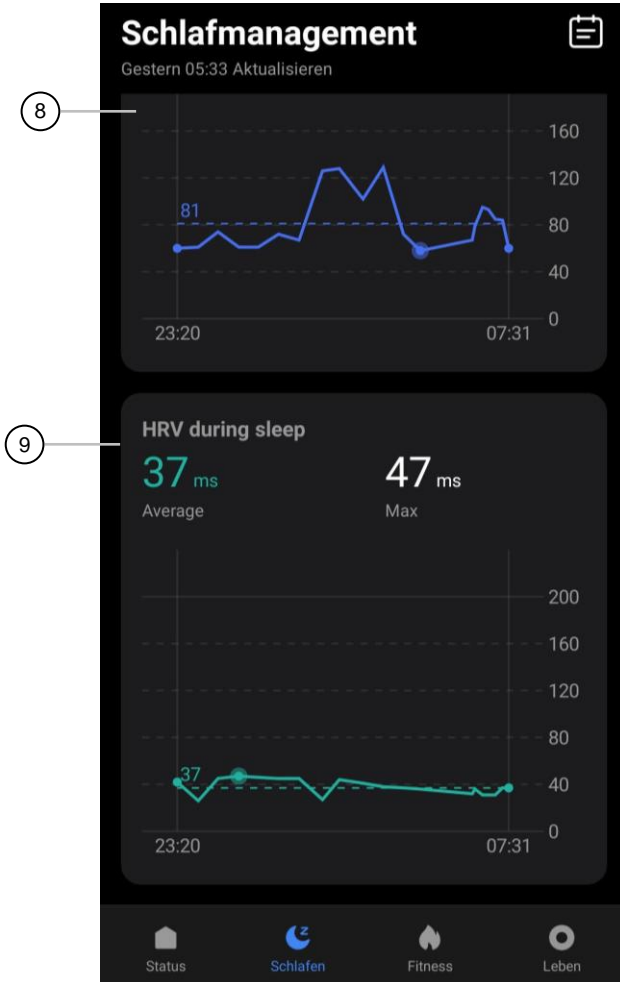 Schlafmanagement
Gestern 05:33 Aktualisieren
8
160
120
81
80
40
0
23:20 07:31
9
HRV during sleep
37 ms 47 ms
Average Max
200
160
120
80
37
40
0
23:20 07:31
Status Schlafen Fitness Leben